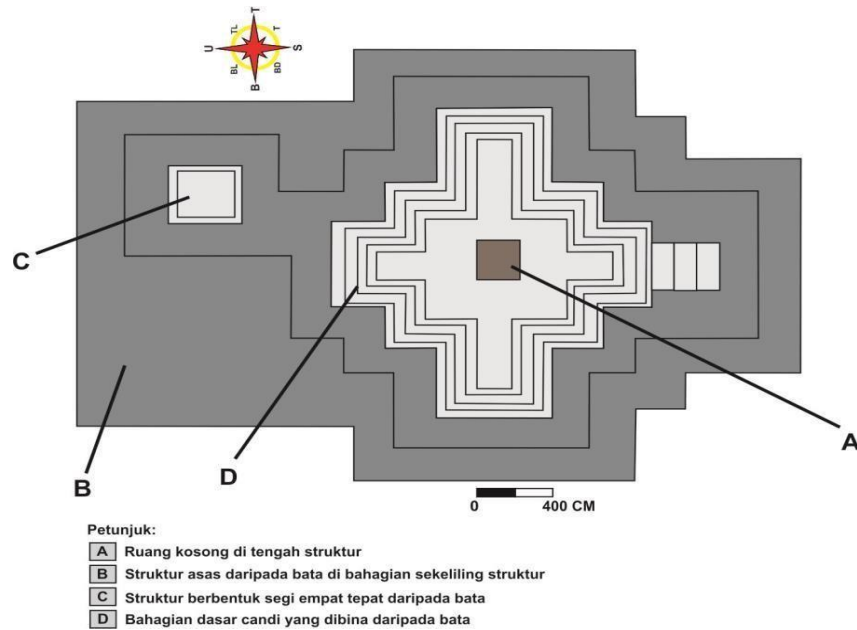 T
TL T
U S
BL BD
B
C
B
D
A
0 400 CM
Petunjuk:
A Ruang kosong di tengah struktur
B Struktur asas daripada bata di bahagian sekeliling struktur
C Struktur berbentuk segi empat tepat daripada bata
D Bahagian dasar candi yang dibina daripada bata